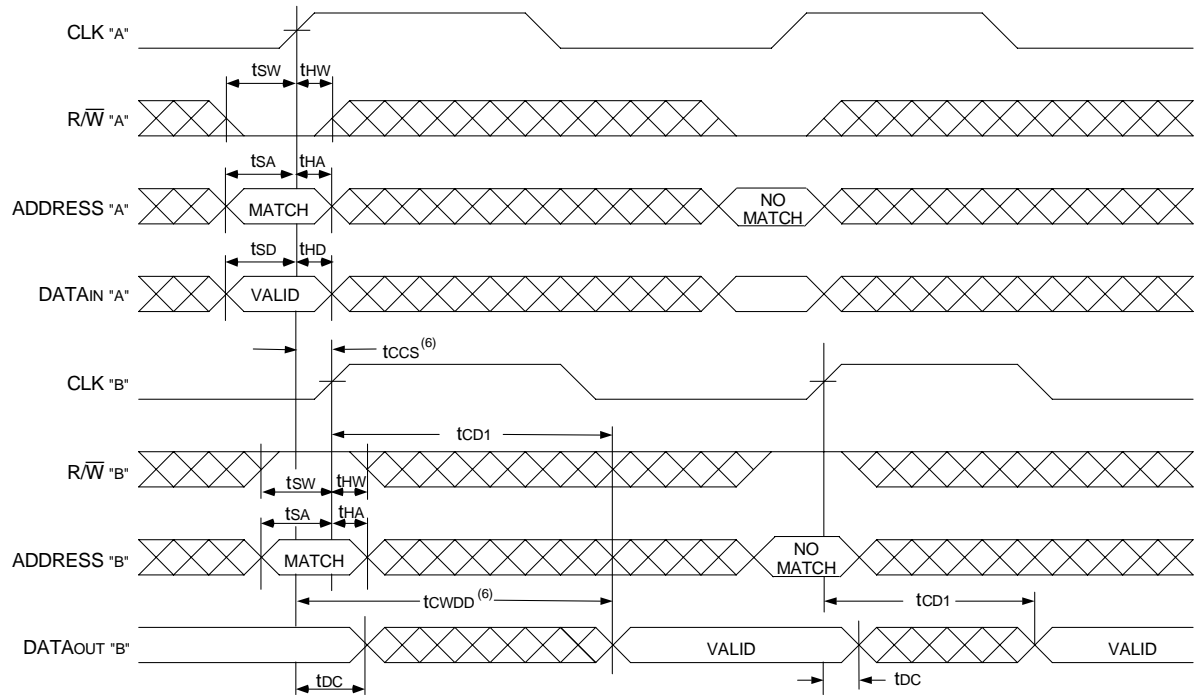 CLK "A"
tSW tHW
R/W̅ "A"
tSA tHA
ADDRESS "A" MATCH NO MATCH
tSD tHD
DATAIN "A" VALID
tCCS(6)
CLK "B"
tCD1
R/W̅ "B"
tSW tHW
tSA tHA
ADDRESS "B" MATCH NO MATCH
tCWDD(6) tCD1
DATAOUT "B" VALID VALID
tDC tDC